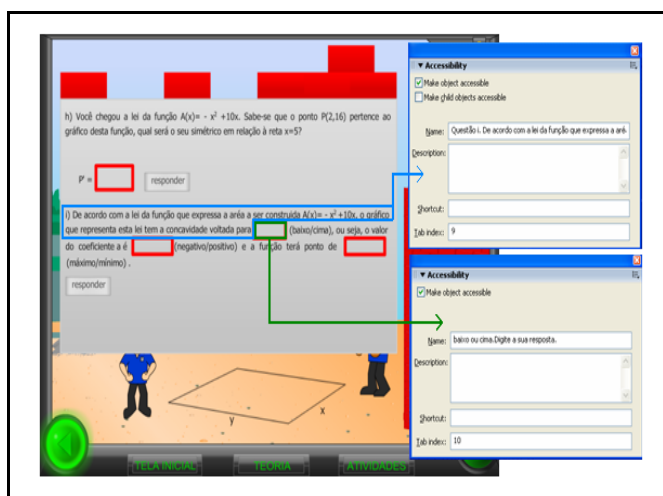 h) Você chegou a lei da função A(x)= - x² +10x. Sabe-se que o ponto P(2,16) pertence ao
gráfico desta função, qual será o seu simétrico em relação à reta x=5?
P' =
responder
i) De acordo com a lei da função que expressa a aréa a ser construida A(x)= - x² +10x, o gráfico
que representa esta lei tem a concavidade voltada para (baixo/cima), ou seja, o valor
do coeficiente a é (negativo/positivo) e a função terá ponto de
(máximo/mínimo) .
responder
y
x
TELA INICIAL
TEORIA
ATIVIDADES
▼ Accessibility
Make object accessible
Make child objects accessible
Name: Questão i. De acordo com a lei da função que expressa a aré
Description:
Shortcut:
Tab index: 9
▼ Accessibility
Make object accessible
Name: baixo ou cima.Digite a sua resposta.
Description:
Shortcut:
Tab index: 10